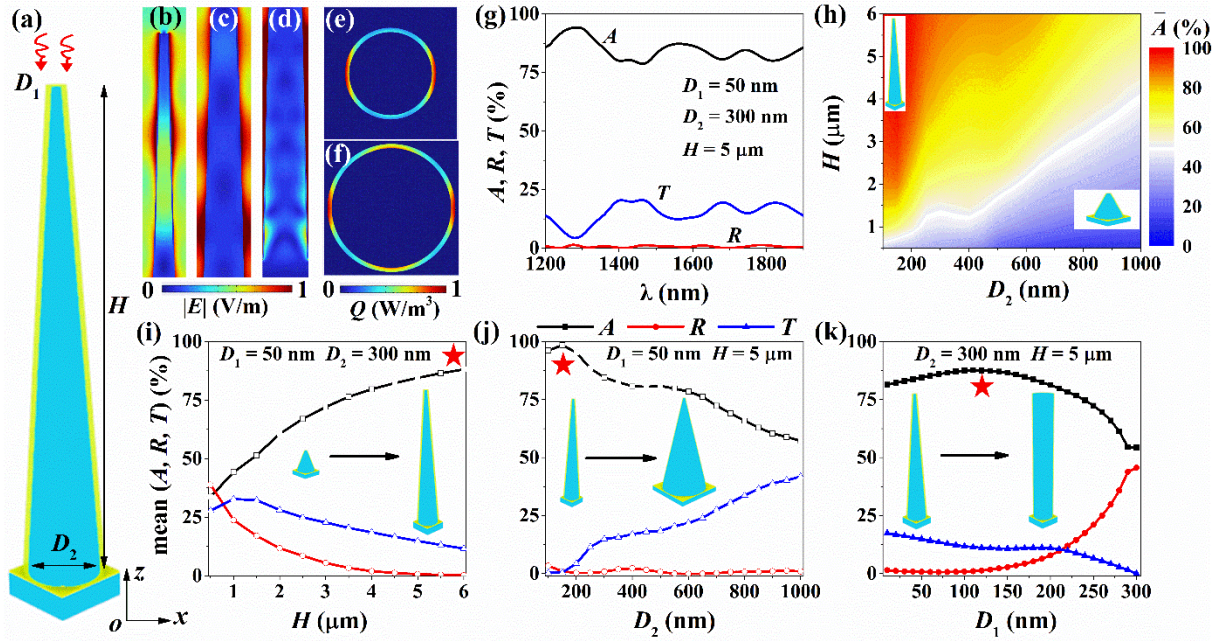 (a)
D1
H
D2
z
o
x
(b)
(c)
(d)
(e)
(f)
0 1
|E| (V/m)
0 1
Q (W/m³)
(g)
A, R, T (%)
100
75
50
25
0
A
D1 = 50 nm
D2 = 300 nm
H = 5 μm
T
R
1200 1400 1600 1800
λ (nm)
(h)
H (μm)
6
5
4
3
2
1
200 400 600 800 1000
D2 (nm)
A̅ (%)
100
80
60
40
20
0
A R T
(i)
D1 = 50 nm D2 = 300 nm
mean (A, R, T) (%)
100
75
50
25
0
1 2 3 4 5 6
H (μm)
(j)
D1 = 50 nm H = 5 μm
100
75
50
25
0
200 400 600 800 1000
D2 (nm)
(k)
D2 = 300 nm H = 5 μm
100
75
50
25
0
50 100 150 200 250 300
D1 (nm)